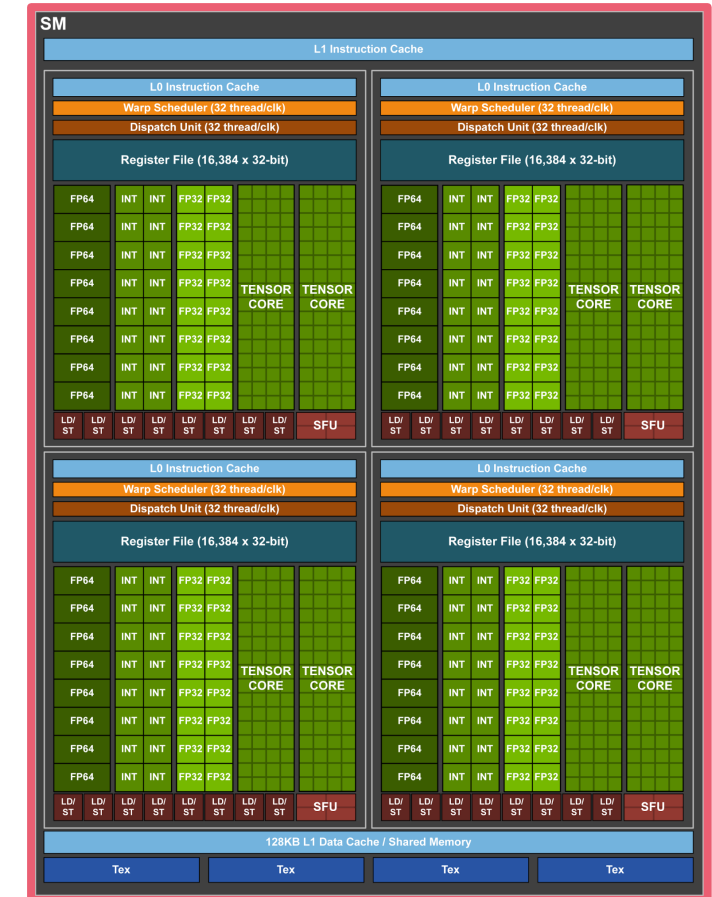 SM
L1 Instruction Cache
L0 Instruction Cache
Warp Scheduler (32 thread/clk)
Dispatch Unit (32 thread/clk)
Register File (16,384 x 32-bit)
FP64 INT INT FP32 FP32
FP64 INT INT FP32 FP32
FP64 INT INT FP32 FP32
FP64 INT INT FP32 FP32
TENSOR CORE TENSOR CORE
FP64 INT INT FP32 FP32
FP64 INT INT FP32 FP32
FP64 INT INT FP32 FP32
FP64 INT INT FP32 FP32
LD/ST LD/ST LD/ST LD/ST LD/ST LD/ST LD/ST LD/ST SFU
L0 Instruction Cache
Warp Scheduler (32 thread/clk)
Dispatch Unit (32 thread/clk)
Register File (16,384 x 32-bit)
FP64 INT INT FP32 FP32
FP64 INT INT FP32 FP32
FP64 INT INT FP32 FP32
FP64 INT INT FP32 FP32
TENSOR CORE TENSOR CORE
FP64 INT INT FP32 FP32
FP64 INT INT FP32 FP32
FP64 INT INT FP32 FP32
FP64 INT INT FP32 FP32
LD/ST LD/ST LD/ST LD/ST LD/ST LD/ST LD/ST LD/ST SFU
L0 Instruction Cache
Warp Scheduler (32 thread/clk)
Dispatch Unit (32 thread/clk)
Register File (16,384 x 32-bit)
FP64 INT INT FP32 FP32
FP64 INT INT FP32 FP32
FP64 INT INT FP32 FP32
FP64 INT INT FP32 FP32
TENSOR CORE TENSOR CORE
FP64 INT INT FP32 FP32
FP64 INT INT FP32 FP32
FP64 INT INT FP32 FP32
FP64 INT INT FP32 FP32
LD/ST LD/ST LD/ST LD/ST LD/ST LD/ST LD/ST LD/ST SFU
L0 Instruction Cache
Warp Scheduler (32 thread/clk)
Dispatch Unit (32 thread/clk)
Register File (16,384 x 32-bit)
FP64 INT INT FP32 FP32
FP64 INT INT FP32 FP32
FP64 INT INT FP32 FP32
FP64 INT INT FP32 FP32
TENSOR CORE TENSOR CORE
FP64 INT INT FP32 FP32
FP64 INT INT FP32 FP32
FP64 INT INT FP32 FP32
FP64 INT INT FP32 FP32
LD/ST LD/ST LD/ST LD/ST LD/ST LD/ST LD/ST LD/ST SFU
128KB L1 Data Cache / Shared Memory
Tex Tex Tex Tex